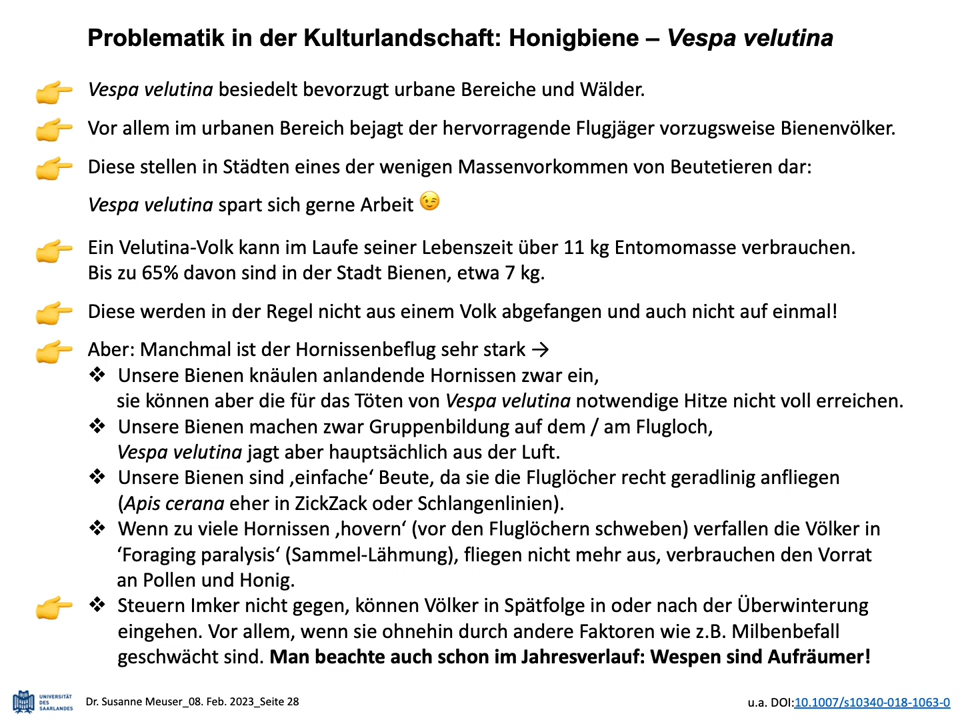 Problematik in der Kulturlandschaft: Honigbiene – Vespa velutina
Vespa velutina besiedelt bevorzugt urbane Bereiche und Wälder.
Vor allem im urbanen Bereich bejagt der hervorragende Flugjäger vorzugsweise Bienenvölker.
Diese stellen in Städten eines der wenigen Massenvorkommen von Beutetieren dar:
Vespa velutina spart sich gerne Arbeit 😉
Ein Velutina-Volk kann im Laufe seiner Lebenszeit über 11 kg Entomomasse verbrauchen.
Bis zu 65% davon sind in der Stadt Bienen, etwa 7 kg.
Diese werden in der Regel nicht aus einem Volk abgefangen und auch nicht auf einmal!
Aber: Manchmal ist der Hornissenbeflug sehr stark →
❖ Unsere Bienen knäulen anlandende Hornissen zwar ein,
sie können aber die für das Töten von Vespa velutina notwendige Hitze nicht voll erreichen.
❖ Unsere Bienen machen zwar Gruppenbildung auf dem / am Flugloch,
Vespa velutina jagt aber hauptsächlich aus der Luft.
❖ Unsere Bienen sind ‚einfache‘ Beute, da sie die Fluglöcher recht geradlinig anfliegen
(Apis cerana eher in ZickZack oder Schlangenlinien).
❖ Wenn zu viele Hornissen ‚hovern‘ (vor den Fluglöchern schweben) verfallen die Völker in
‘Foraging paralysis‘ (Sammel-Lähmung), fliegen nicht mehr aus, verbrauchen den Vorrat
an Pollen und Honig.
❖ Steuern Imker nicht gegen, können Völker in Spätfolge in oder nach der Überwinterung
eingehen. Vor allem, wenn sie ohnehin durch andere Faktoren wie z.B. Milbenbefall
geschwächt sind. Man beachte auch schon im Jahresverlauf: Wespen sind Aufräumer!
UNIVERSITÄT
DES
SAARLANDES
Dr. Susanne Meuser_08. Feb. 2023_Seite 28
u.a. DOI:10.1007/s10340-018-1063-0